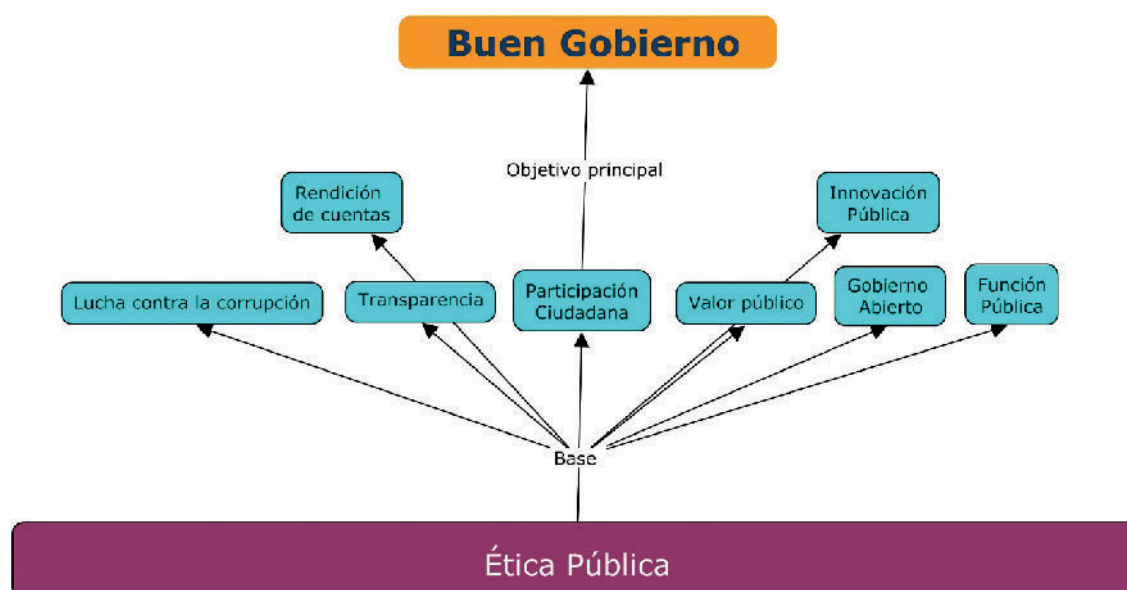 Buen Gobierno
Objetivo principal
Rendición
de cuentas
Innovación
Pública
Lucha contra la corrupción
Transparencia
Participación
Ciudadana
Valor público
Gobierno
Abierto
Función
Pública
Base
Ética Pública